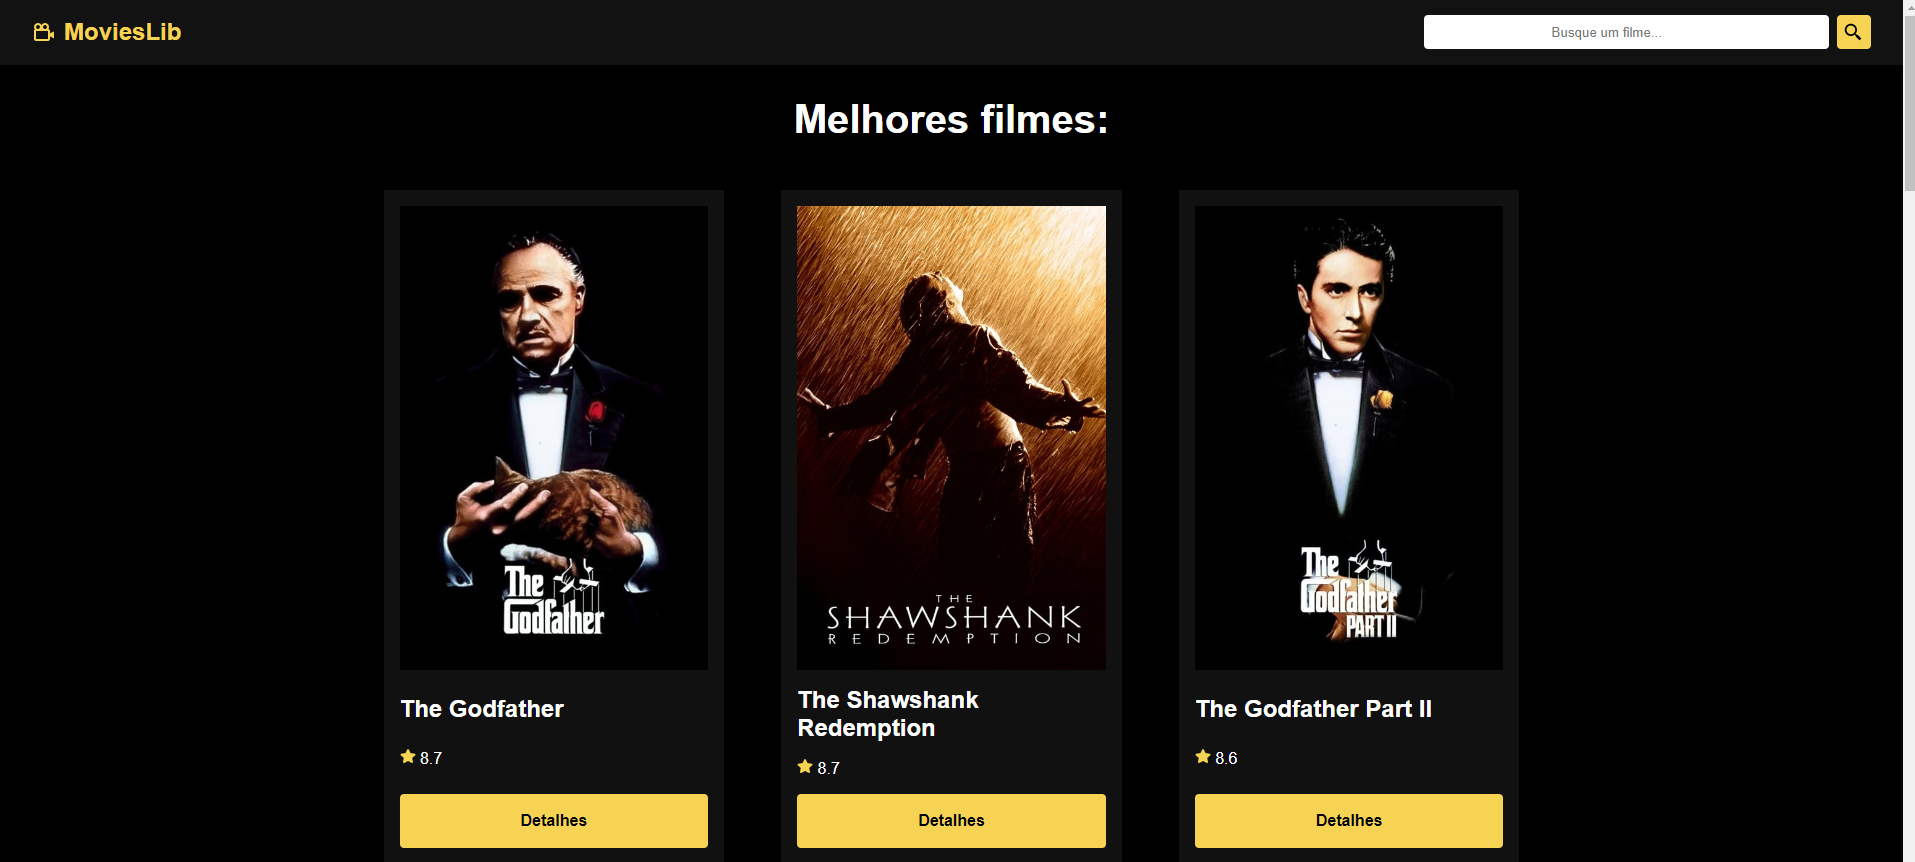 MoviesLib
Busque um filme...
Melhores filmes:
The
Godfather
THE
SHAWSHANK
REDEMPTION
The
Godfather
PART II
The Godfather
The Shawshank
Redemption
The Godfather Part II
8.7
8.7
8.6
Detalhes
Detalhes
Detalhes